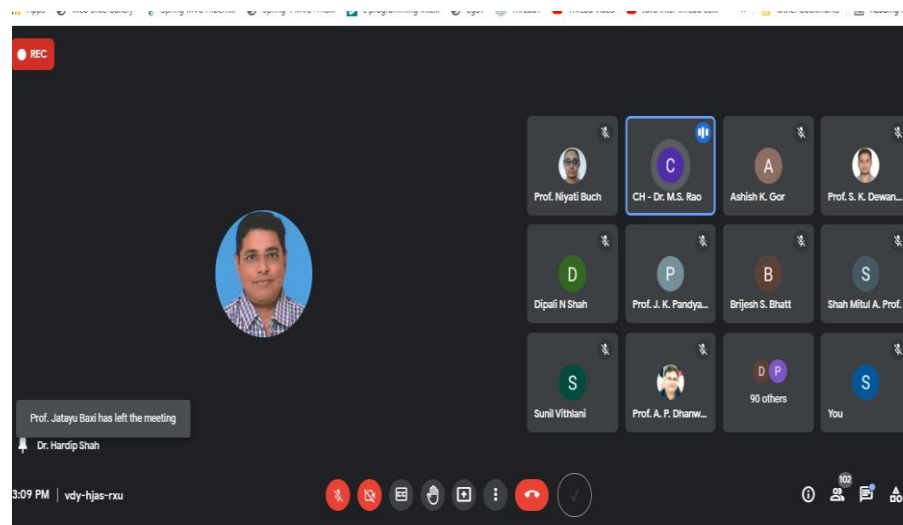 REC
Prof. Niyati Buch
CH - Dr. M.S. Rao
Ashish K. Gor
Prof. S. K. Dewan...
Dipali N Shah
Prof. J. K. Pandya...
Brijesh S. Bhatt
Shah Mitul A. Prof.
Sunil Vithlani
Prof. A. P. Dhanw...
90 others
You
C
A
D
P
B
S
S
D P
S
Prof. Jatayu Baxi has left the meeting
Dr. Hardip Shah
3:09 PM | vdy-hjas-rxu
CC
102